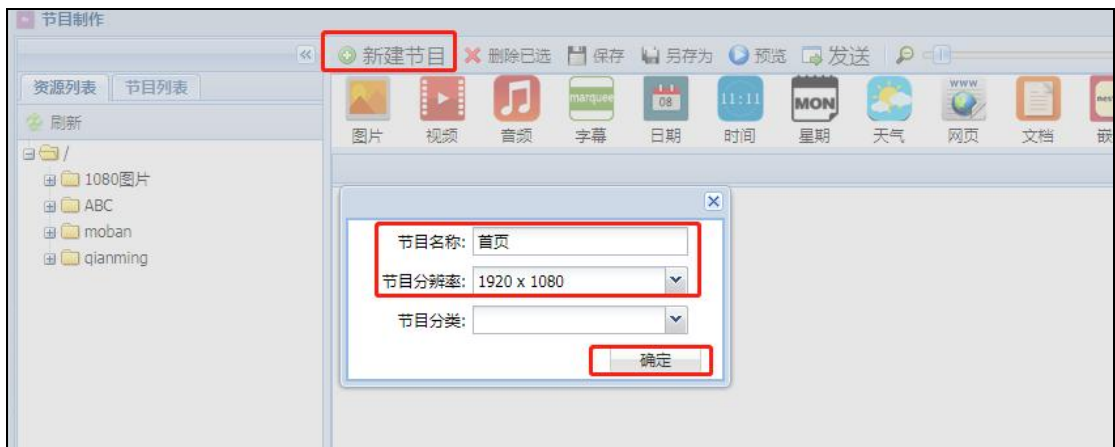 节目制作
新建节目 删除已选 保存 另存为 预览 发送
资源列表 节目列表
刷新
/
1080图片
ABC
moban
qianming
marquee 08 11:11 MON WWW
图片 视频 音频 字幕 日期 时间 星期 天气 网页 文档 嵌
节目名称: 首页
节目分辨率: 1920 x 1080
节目分类:
确定